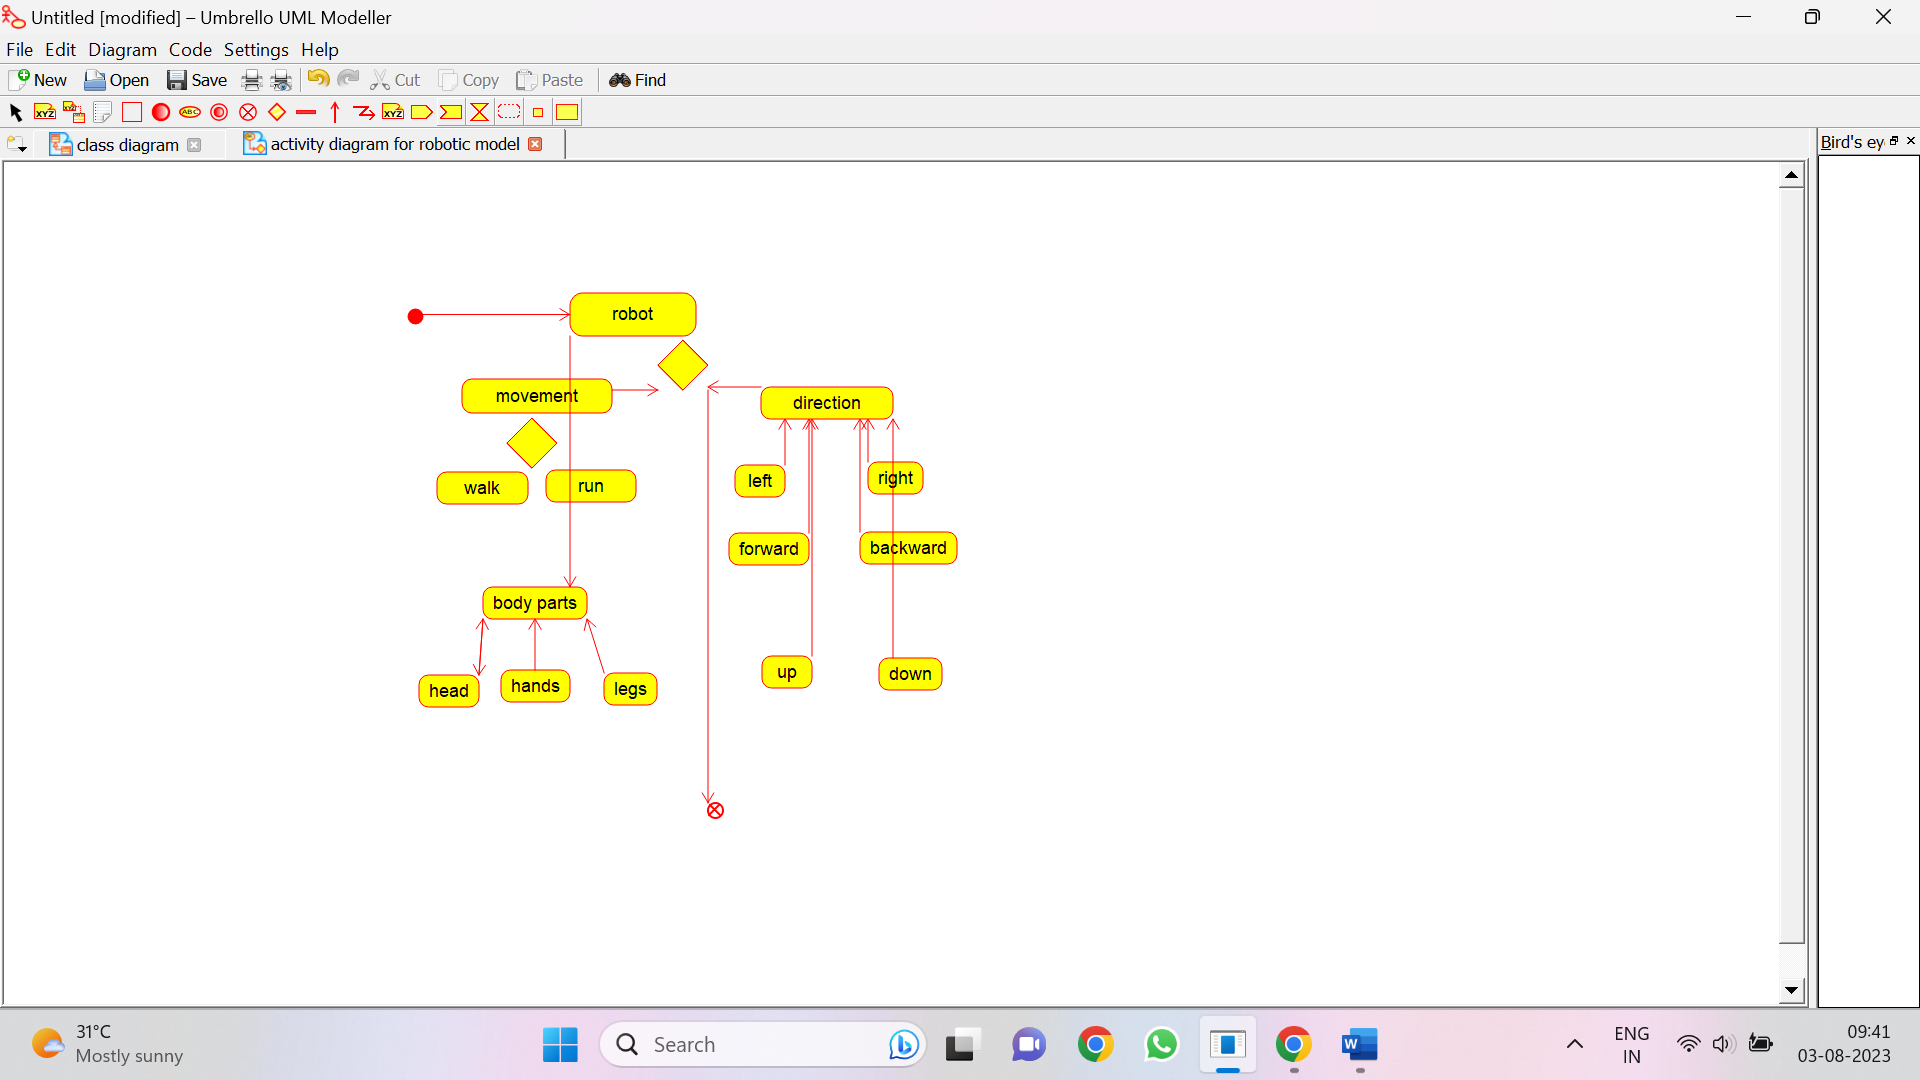 Untitled [modified] – Umbrello UML Modeller
File Edit Diagram Code Settings Help
New Open Save Cut Copy Paste Find
class diagram activity diagram for robotic model
Bird's ey
robot
movement
direction
walk
run
left
right
forward
backward
body parts
head
hands
legs
up
down
31°C
Mostly sunny
Search
ENG
IN
09:41
03-08-2023